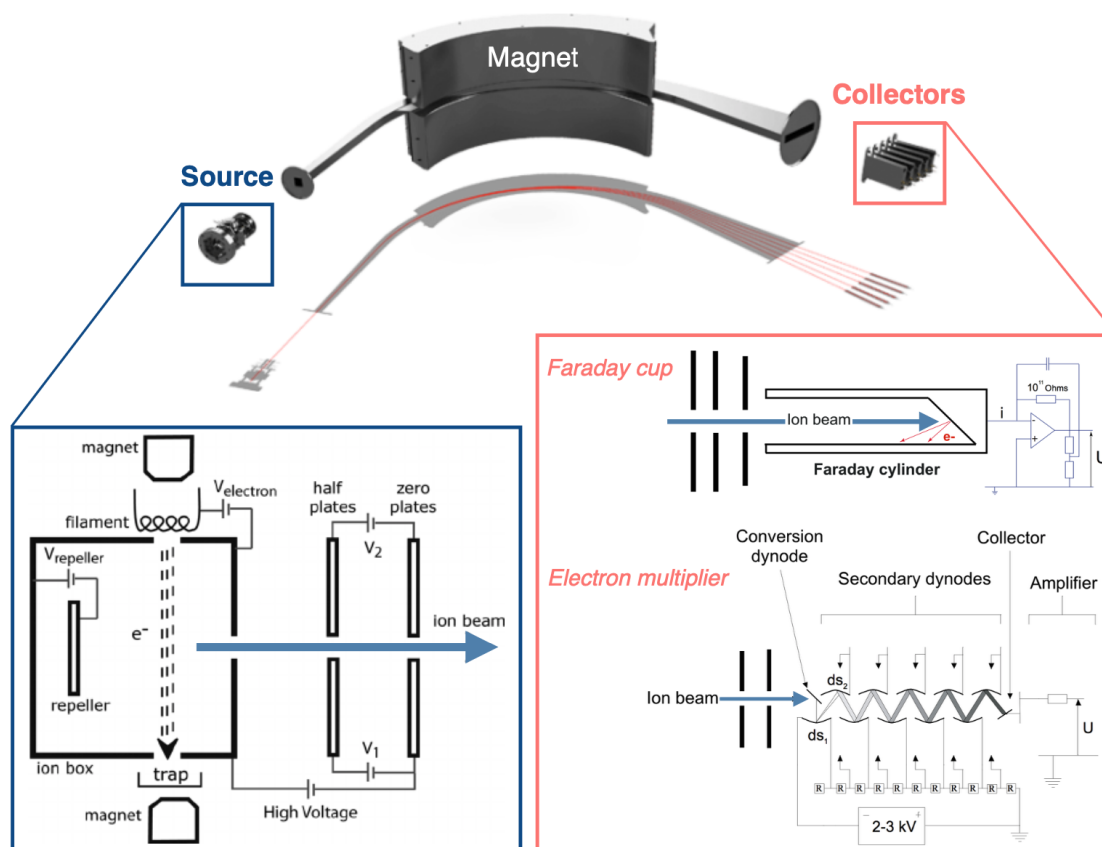 Magnet
Collectors
Source
Faraday cup
10¹¹ Ohms
Ion beam
i
-
+
e-
U
Faraday cylinder
magnet
filament
V_electron
half plates
zero plates
V_repeller
V₂
e⁻
ion beam
repeller
V₁
ion box
trap
High Voltage
magnet
Conversion dynode
Collector
Electron multiplier
Secondary dynodes
Amplifier
Ion beam
ds₂
ds₁
U
R R R R R R R R R R
− 2-3 kV +